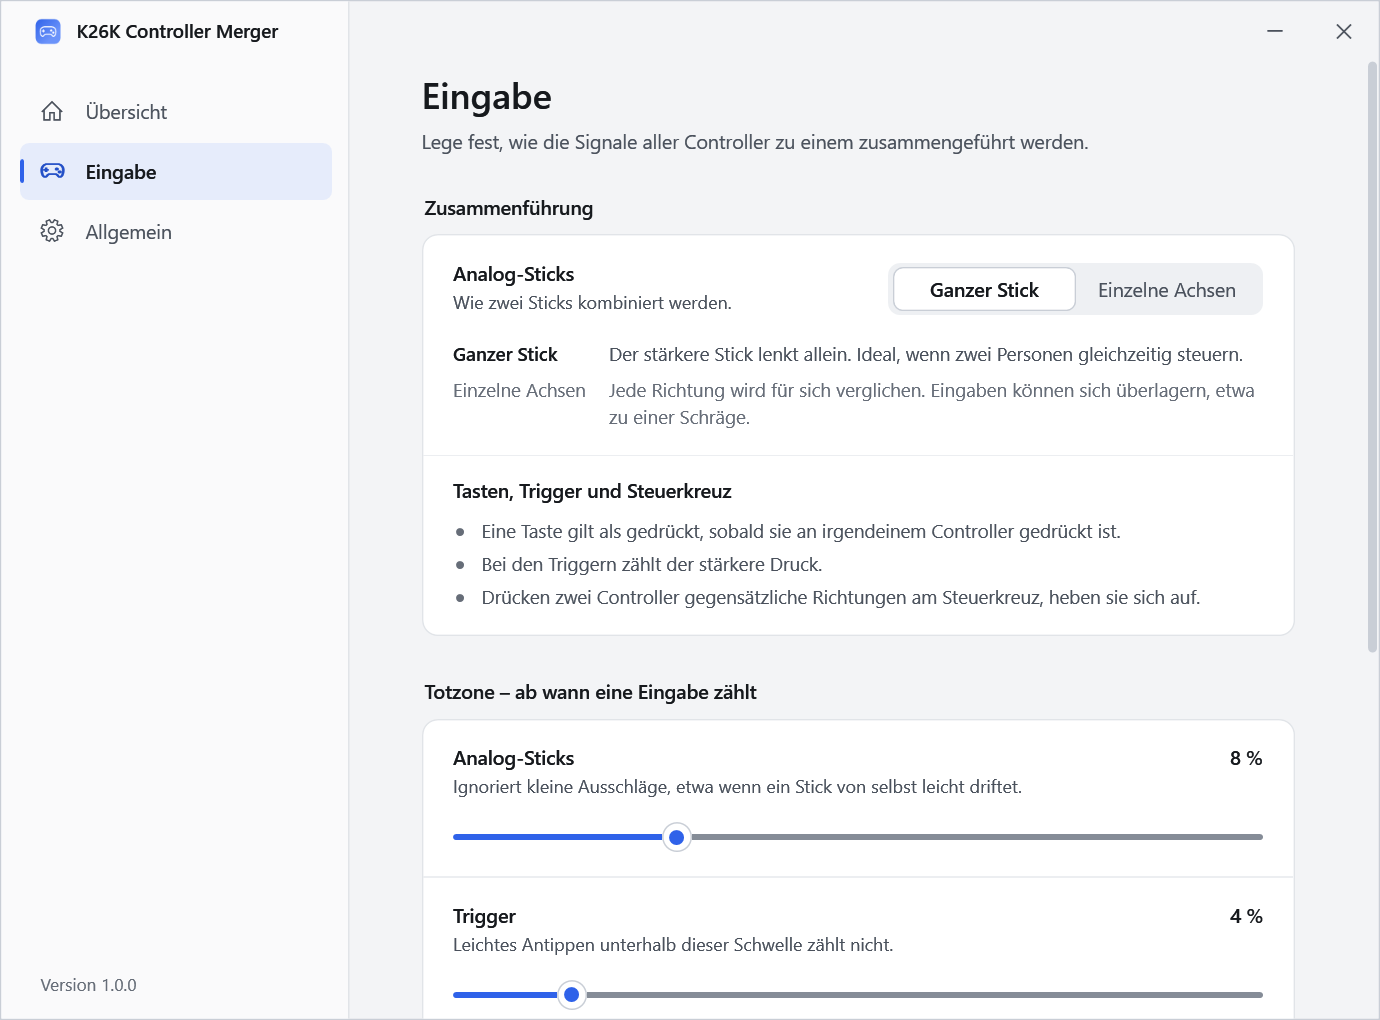 K26K Controller Merger
Übersicht
Eingabe
Allgemein
Version 1.0.0
Eingabe
Lege fest, wie die Signale aller Controller zu einem zusammengeführt werden.
Zusammenführung
Analog-Sticks
Wie zwei Sticks kombiniert werden.
Ganzer Stick
Einzelne Achsen
Ganzer Stick Der stärkere Stick lenkt allein. Ideal, wenn zwei Personen gleichzeitig steuern.
Einzelne Achsen Jede Richtung wird für sich verglichen. Eingaben können sich überlagern, etwa
zu einer Schräge.
Tasten, Trigger und Steuerkreuz
• Eine Taste gilt als gedrückt, sobald sie an irgendeinem Controller gedrückt ist.
• Bei den Triggern zählt der stärkere Druck.
• Drücken zwei Controller gegensätzliche Richtungen am Steuerkreuz, heben sie sich auf.
Totzone – ab wann eine Eingabe zählt
Analog-Sticks 8 %
Ignoriert kleine Ausschläge, etwa wenn ein Stick von selbst leicht driftet.
Trigger 4 %
Leichtes Antippen unterhalb dieser Schwelle zählt nicht.